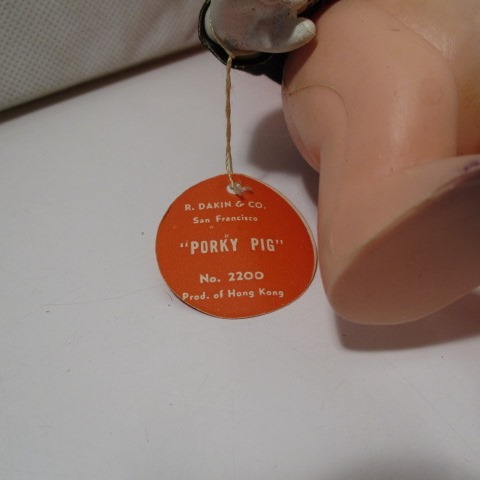 R. DAKIN & CO.
San Francisco
"PORKY PIG"
No. 2200
Prod. of Hong Kong